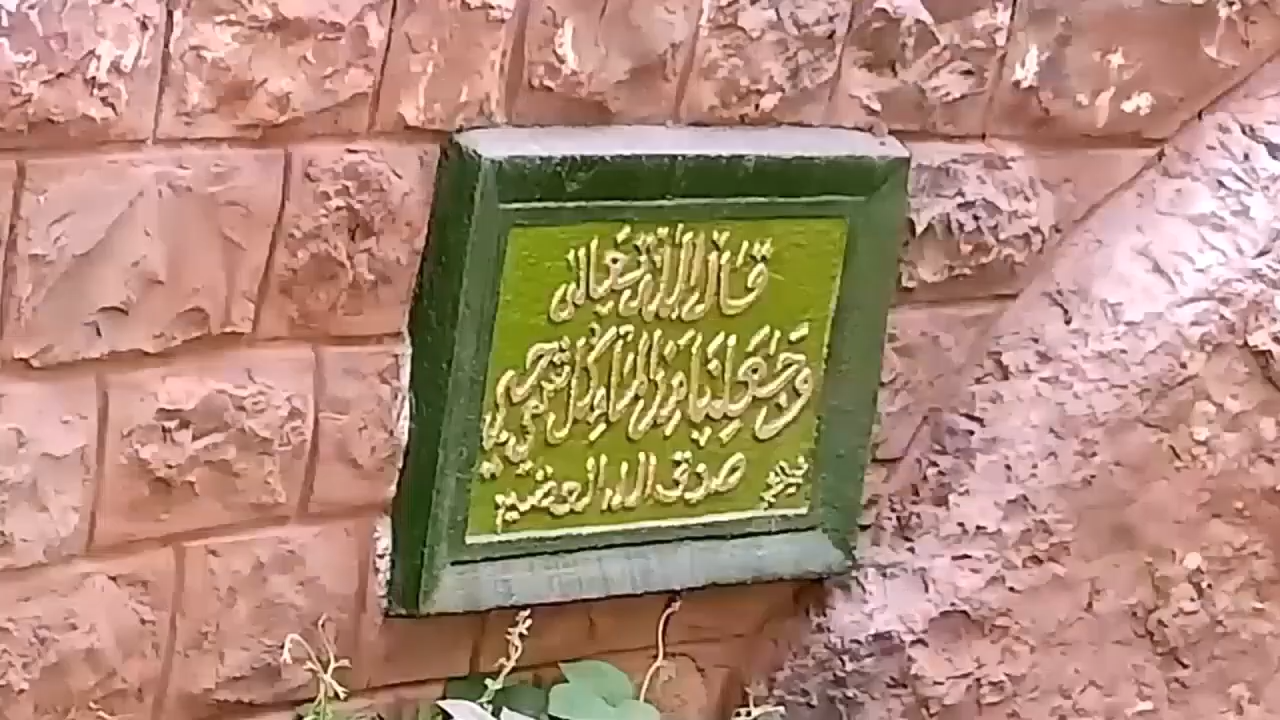 قال الله تعالى
وجعلنا من الماء كل شيء حي
صدق الله العظيم